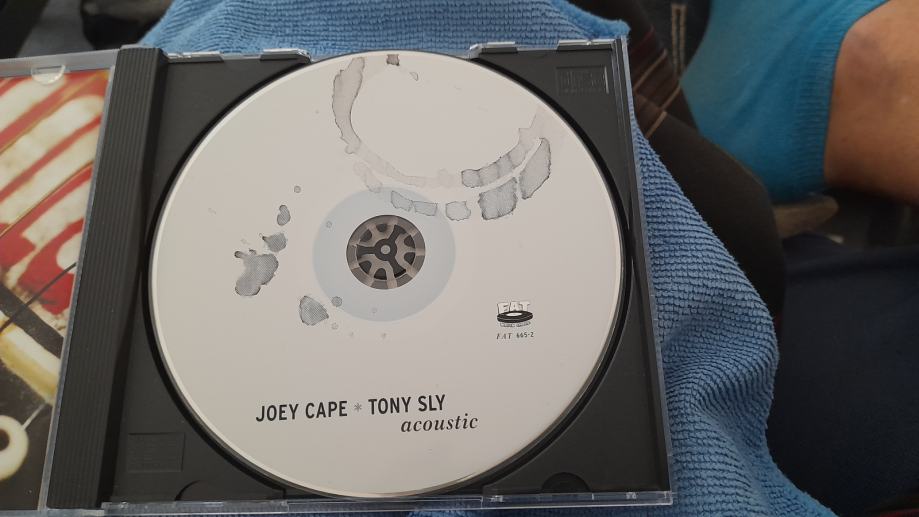 FAT
FAT 665-2
JOEY CAPE * TONY SLY
acoustic